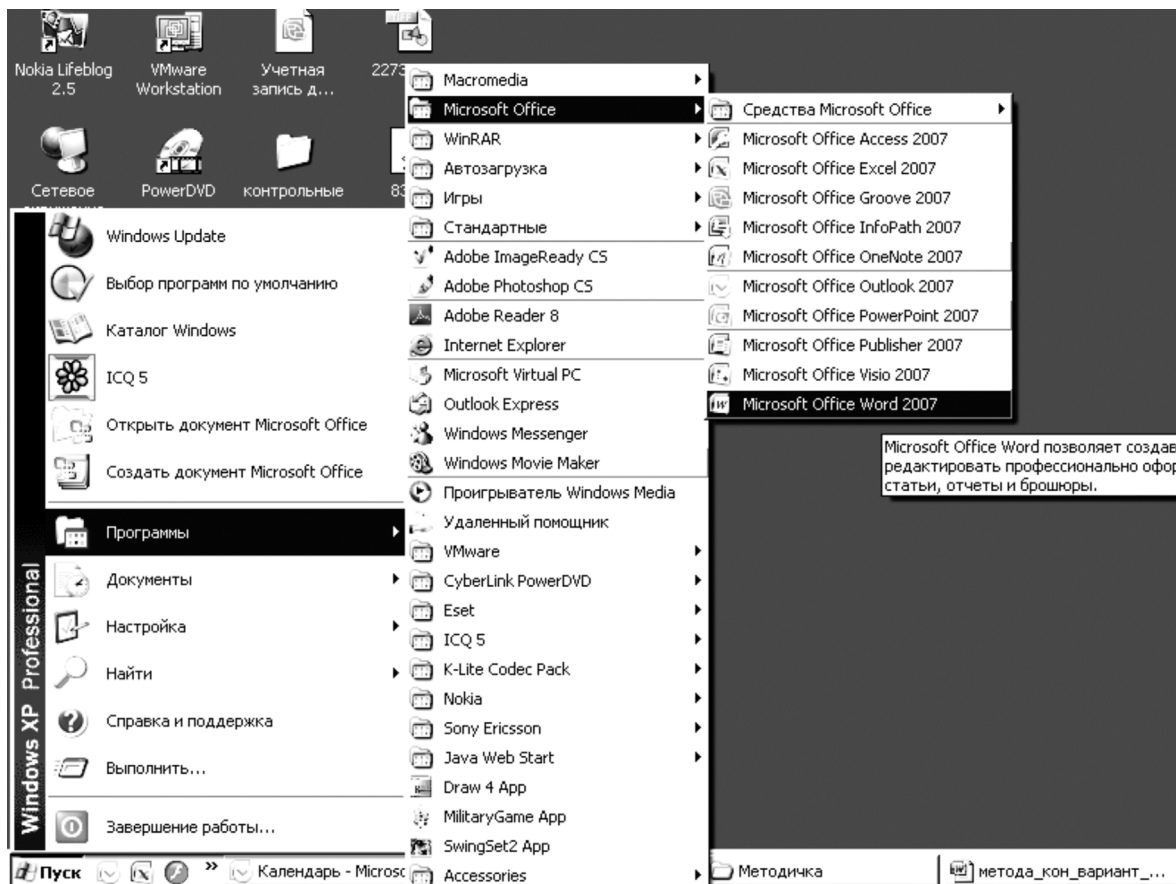 Nokia Lifeblog
2.5
VMware
Workstation
Учетная
запись д...
2273
Сетевое
PowerDVD
контрольные
83
Windows XP Professional
Windows Update
Выбор программ по умолчанию
Каталог Windows
ICQ 5
Открыть документ Microsoft Office
Создать документ Microsoft Office
Программы
Документы
Настройка
Найти
Справка и поддержка
Выполнить...
Завершение работы...
Macromedia
Microsoft Office
WinRAR
Автозагрузка
Игры
Стандартные
Adobe ImageReady CS
Adobe Photoshop CS
Adobe Reader 8
Internet Explorer
Microsoft Virtual PC
Outlook Express
Windows Messenger
Windows Movie Maker
Проигрыватель Windows Media
Удаленный помощник
VMware
CyberLink PowerDVD
Eset
ICQ 5
K-Lite Codec Pack
Nokia
Sony Ericsson
Java Web Start
Draw 4 App
MilitaryGame App
SwingSet2 App
Accessories
Средства Microsoft Office
Microsoft Office Access 2007
Microsoft Office Excel 2007
Microsoft Office Groove 2007
Microsoft Office InfoPath 2007
Microsoft Office OneNote 2007
Microsoft Office Outlook 2007
Microsoft Office PowerPoint 2007
Microsoft Office Publisher 2007
Microsoft Office Visio 2007
Microsoft Office Word 2007
Microsoft Office Word позволяет создав
редактировать профессионально офор
статьи, отчеты и брошюры.
Пуск
»
Календарь - Microsо
Методичка
метода_кон_вариант_...